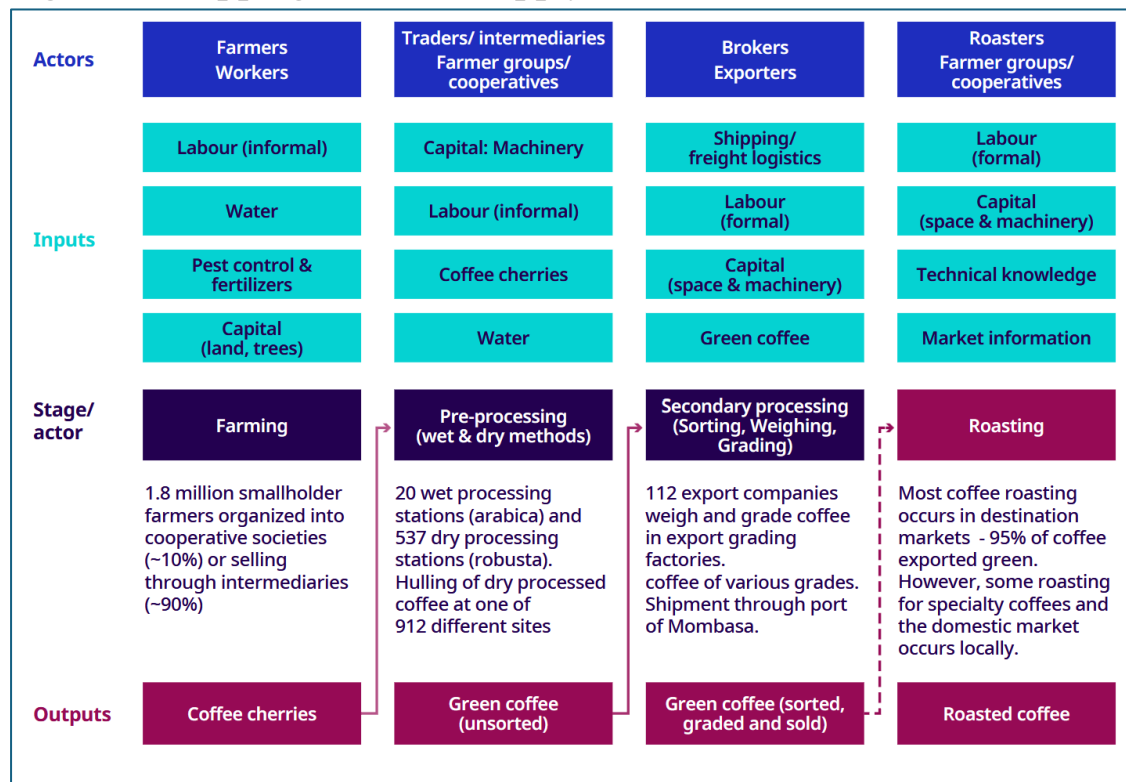 Actors
Farmers
Workers
Traders/ intermediaries
Farmer groups/
cooperatives
Brokers
Exporters
Roasters
Farmer groups/
cooperatives
Inputs
Labour (informal)
Capital: Machinery
Shipping/
freight logistics
Labour
(formal)
Water
Labour (informal)
Labour
(formal)
Capital
(space & machinery)
Pest control &
fertilizers
Coffee cherries
Capital
(space & machinery)
Technical knowledge
Capital
(land, trees)
Water
Green coffee
Market information
Stage/
actor
Farming
Pre-processing
(wet & dry methods)
Secondary processing
(Sorting, Weighing,
Grading)
Roasting
1.8 million smallholder
farmers organized into
cooperative societies
(~10%) or selling
through intermediaries
(~90%)
20 wet processing
stations (arabica) and
537 dry processing
stations (robusta).
Hulling of dry processed
coffee at one of
912 different sites
112 export companies
weigh and grade coffee
in export grading
factories.
coffee of various grades.
Shipment through port
of Mombasa.
Most coffee roasting
occurs in destination
markets - 95% of coffee
exported green.
However, some roasting
for specialty coffees and
the domestic market
occurs locally.
Outputs
Coffee cherries
Green coffee
(unsorted)
Green coffee (sorted,
graded and sold)
Roasted coffee